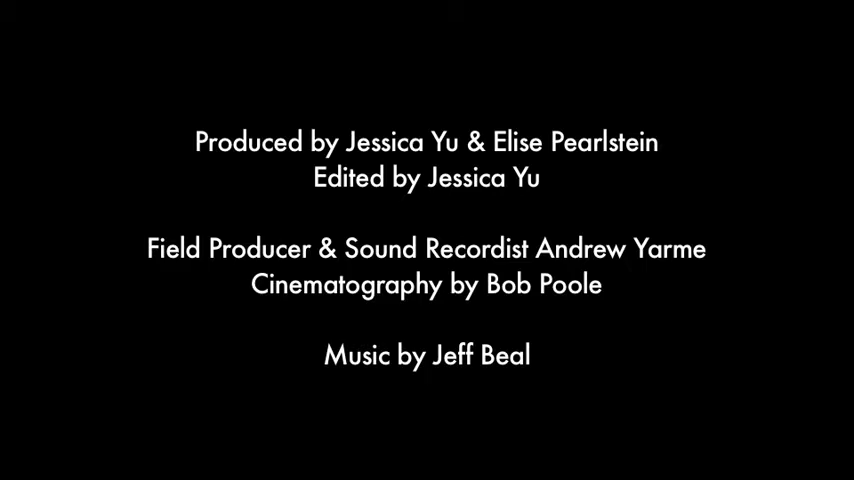 Produced by Jessica Yu & Elise Pearlstein
Edited by Jessica Yu
Field Producer & Sound Recordist Andrew Yarme
Cinematography by Bob Poole
Music by Jeff Beal